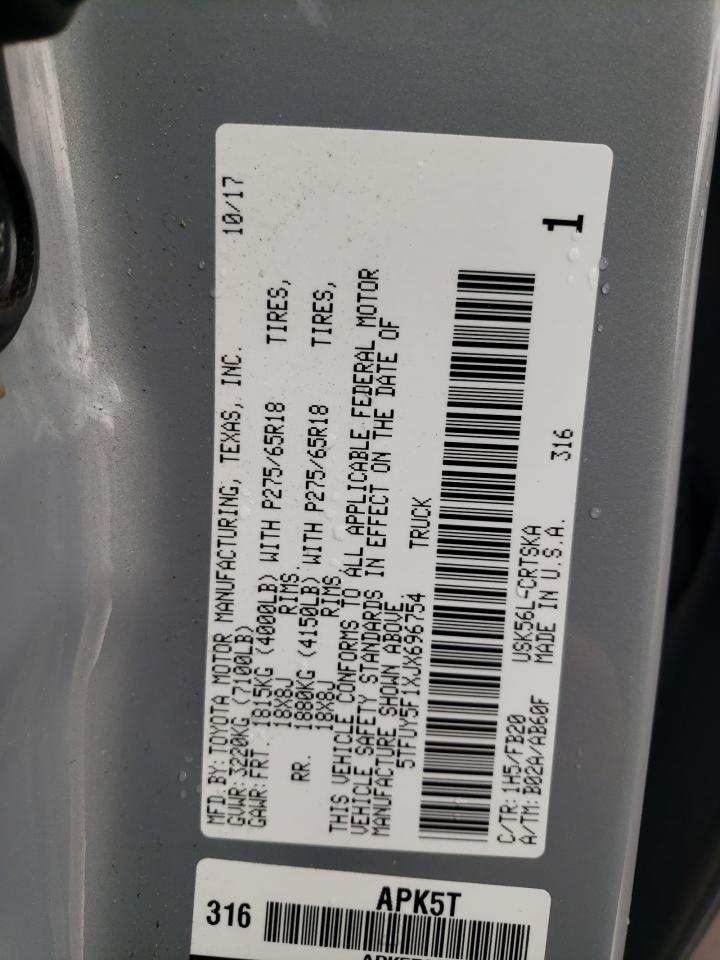 MFD.BY:TOYOTA MOTOR MANUFACTURING, TEXAS, INC. 10/17
GVWR:3220KG (7100LB)
GAWR:FRT. 1815KG (4000LB) WITH P275/65R18 TIRES,
18X8J RIMS.
RR. 1880KG (4150LB) WITH P275/65R18 TIRES,
18X8J RIMS.
THIS VEHICLE CONFORMS TO ALL APPLICABLE FEDERAL MOTOR
VEHICLE SAFETY STANDARDS IN EFFECT ON THE DATE OF
MANUFACTURE SHOWN ABOVE.
5TFUY5F1XJX696754 TRUCK
1
C/TR:1H5/FB20 USK56L-CRTSKA 316
A/TM:B02A/AB60F MADE IN U.S.A.
316 APK5T